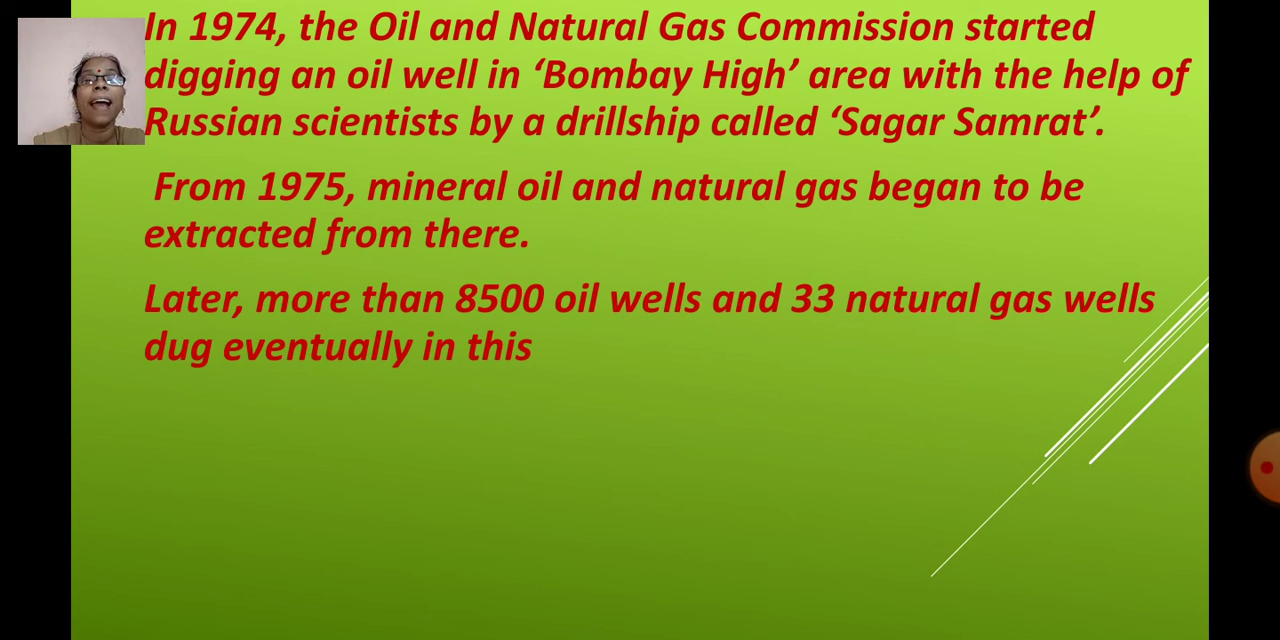 In 1974, the Oil and Natural Gas Commission started
digging an oil well in ‘Bombay High’ area with the help of
Russian scientists by a drillship called ‘Sagar Samrat’.
From 1975, mineral oil and natural gas began to be
extracted from there.
Later, more than 8500 oil wells and 33 natural gas wells
dug eventually in this